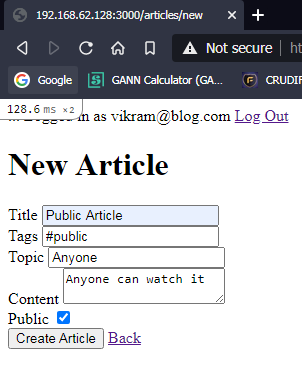 192.168.62.128:3000/articles/new
Not secure
Google
GANN Calculator (GA...
CRUDIF
128.6 ms ×2
Logged in as vikram@blog.com Log Out
New Article
Title Public Article
Tags #public
Topic Anyone
Content Anyone can watch it
Public
Create Article Back